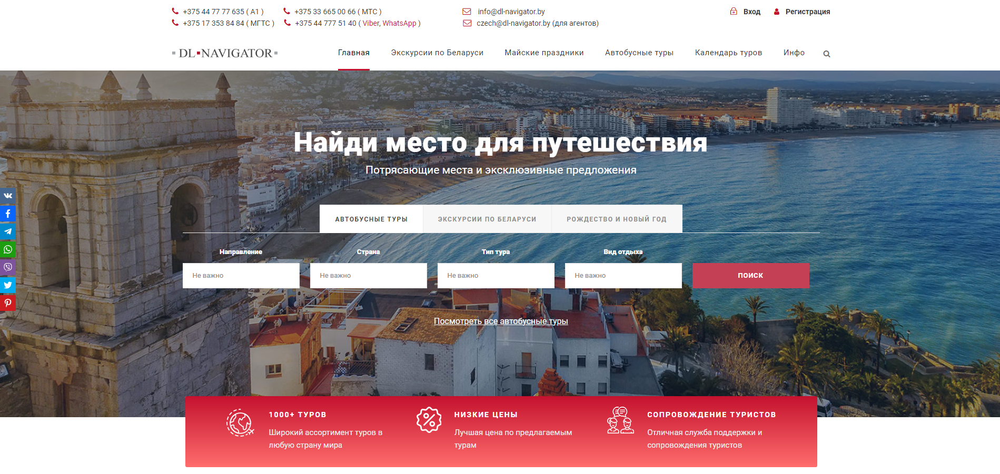 +375 44 77 77 635 ( A1 )
+375 33 665 00 66 ( МТС )
info@dl-navigator.by
Вход
Регистрация
+375 17 353 84 84 ( МГТС )
+375 44 777 51 40 ( Viber, WhatsApp )
czech@dl-navigator.by (для агентов)
DL NAVIGATOR
Главная
Экскурсии по Беларуси
Майские праздники
Автобусные туры
Календарь туров
Инфо
Найди место для путешествия
Потрясающие места и эксклюзивные предложения
АВТОБУСНЫЕ ТУРЫ
ЭКСКУРСИИ ПО БЕЛАРУСИ
РОЖДЕСТВО И НОВЫЙ ГОД
Направление
Страна
Тип тура
Вид отдыха
Не важно
Не важно
Не важно
Не важно
ПОИСК
Посмотреть все автобусные туры
1000+ ТУРОВ
Широкий ассортимент туров в
любую страну мира
НИЗКИЕ ЦЕНЫ
Лучшая цена по предлагаемым
турам
СОПРОВОЖДЕНИЕ ТУРИСТОВ
Отличная служба поддержки и
сопровождения туристов